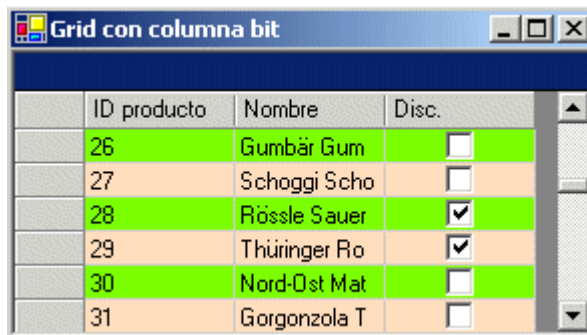 Grid con columna bit
ID producto Nombre Disc.
26 Gumbär Gum
27 Schoggi Scho
28 Rössle Sauer
29 Thüringer Ro
30 Nord-Ost Mat
31 Gorgonzola T